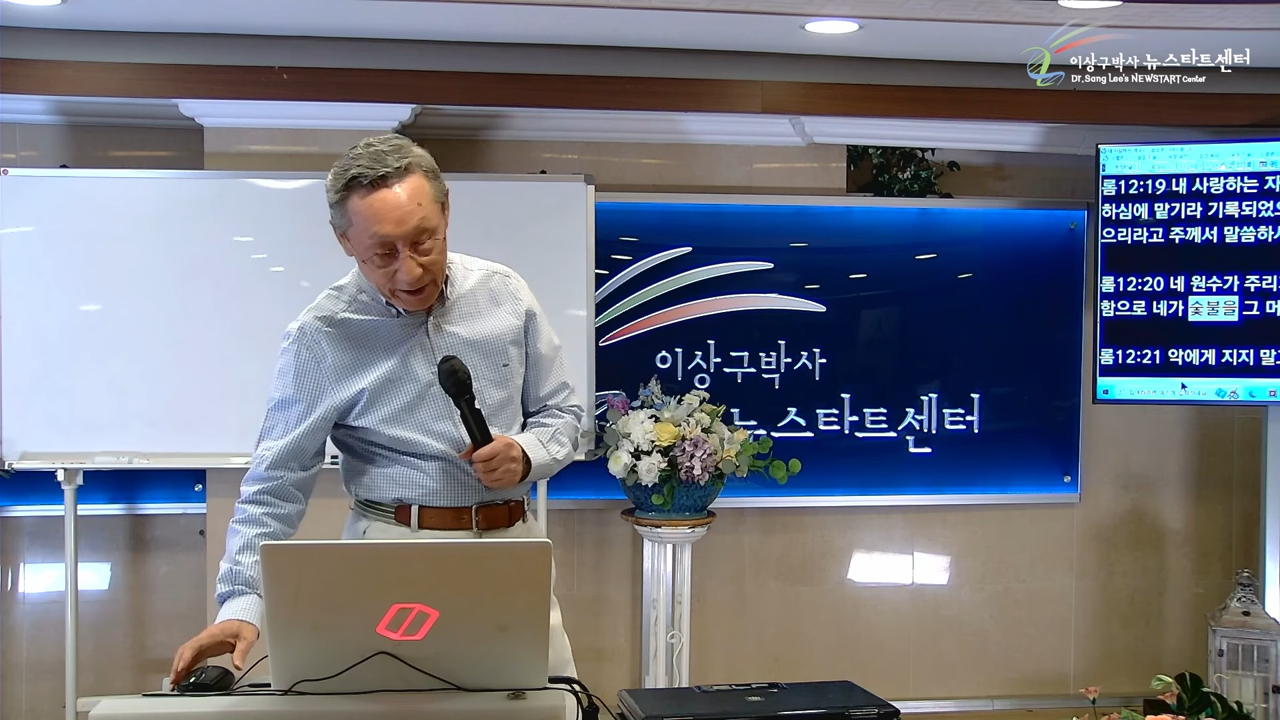 이상구박사 뉴스타트센터
Dr. Sang Lee's NEWSTART Center
롬12:19 내 사랑하는 자
하심에 맡기라 기록되었
으리라고 주께서 말씀하시
롬12:20 네 원수가 주리
함으로 네가 숯불을 그 머
롬12:21 악에게 지지 말고
이상구박사
뉴스타트센터